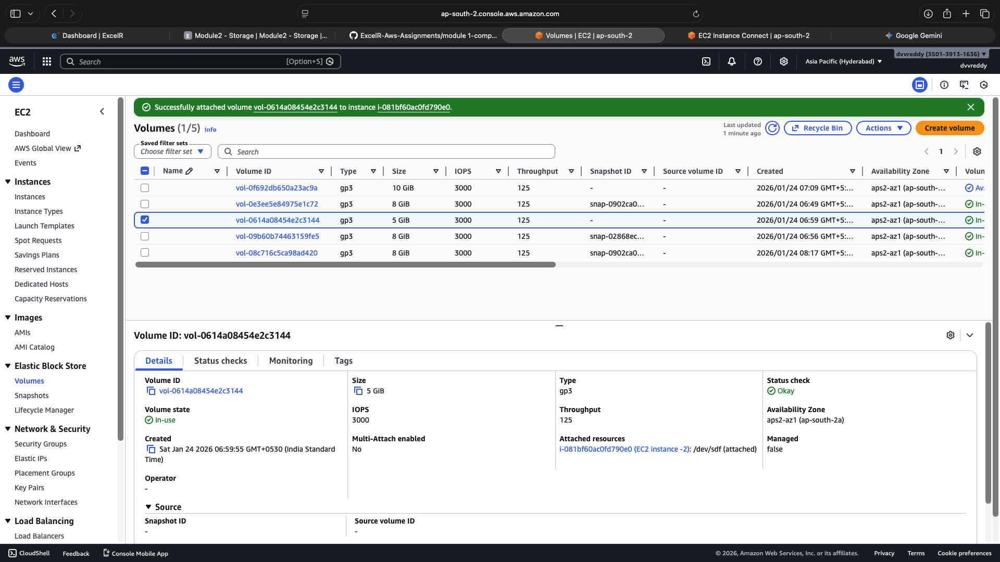 ap-south-2.console.aws.amazon.com
Dashboard | ExcelR
Module2 - Storage | Module2 - Storage |...
ExcelR-Aws-Assignments/module 1-comp...
Volumes | EC2 | ap-south-2
EC2 Instance Connect | ap-south-2
Google Gemini
aws
Search
[Option+S]
Asia Pacific (Hyderabad)
dvvreddy (3501-3913-1636)
dvvreddy
EC2
Dashboard
AWS Global View
Events
Instances
Instances
Instance Types
Launch Templates
Spot Requests
Savings Plans
Reserved Instances
Dedicated Hosts
Capacity Reservations
Images
AMIs
AMI Catalog
Elastic Block Store
Volumes
Snapshots
Lifecycle Manager
Network & Security
Security Groups
Elastic IPs
Placement Groups
Key Pairs
Network Interfaces
Load Balancing
Load Balancers
Successfully attached volume vol-0614a08454e2c3144 to instance i-081bf60ac0fd790e0.
Volumes (1/5) Info
Last updated
1 minute ago
Recycle Bin
Actions
Create volume
Saved filter sets
Choose filter set
Search
1
Name Volume ID Type Size IOPS Throughput Snapshot ID Source volume ID Created Availability Zone Volun
vol-0f692db650a23ac9a gp3 10 GiB 3000 125 - - 2026/01/24 07:09 GMT+5:... aps2-az1 (ap-south-... Ava
vol-0e3ee5e84975e1c72 gp3 8 GiB 3000 125 snap-0902ca0... - 2026/01/24 06:49 GMT+5:... aps2-az1 (ap-south-... In-
vol-0614a08454e2c3144 gp3 5 GiB 3000 125 - - 2026/01/24 06:59 GMT+5:... aps2-az1 (ap-south-... In-
vol-09b60b74463159fe5 gp3 8 GiB 3000 125 snap-02868ec... - 2026/01/24 06:56 GMT+5:... aps2-az1 (ap-south-... In-
vol-08c716c5ca98ad420 gp3 8 GiB 3000 125 snap-0902ca0... - 2026/01/24 08:17 GMT+5:... aps2-az1 (ap-south-... In-
Volume ID: vol-0614a08454e2c3144
Details
Status checks
Monitoring
Tags
Volume ID
vol-0614a08454e2c3144
Size
5 GiB
Type
gp3
Status check
Okay
Volume state
In-use
IOPS
3000
Throughput
125
Availability Zone
aps2-az1 (ap-south-2a)
Created
Sat Jan 24 2026 06:59:55 GMT+0530 (India Standard
Time)
Multi-Attach enabled
No
Attached resources
i-081bf60ac0fd790e0 (EC2 instance -2): /dev/sdf (attached)
Managed
false
Operator
-
Source
Snapshot ID
-
Source volume ID
-
CloudShell
Feedback
Console Mobile App
© 2026, Amazon Web Services, Inc. or its affiliates.
Privacy
Terms
Cookie preferences